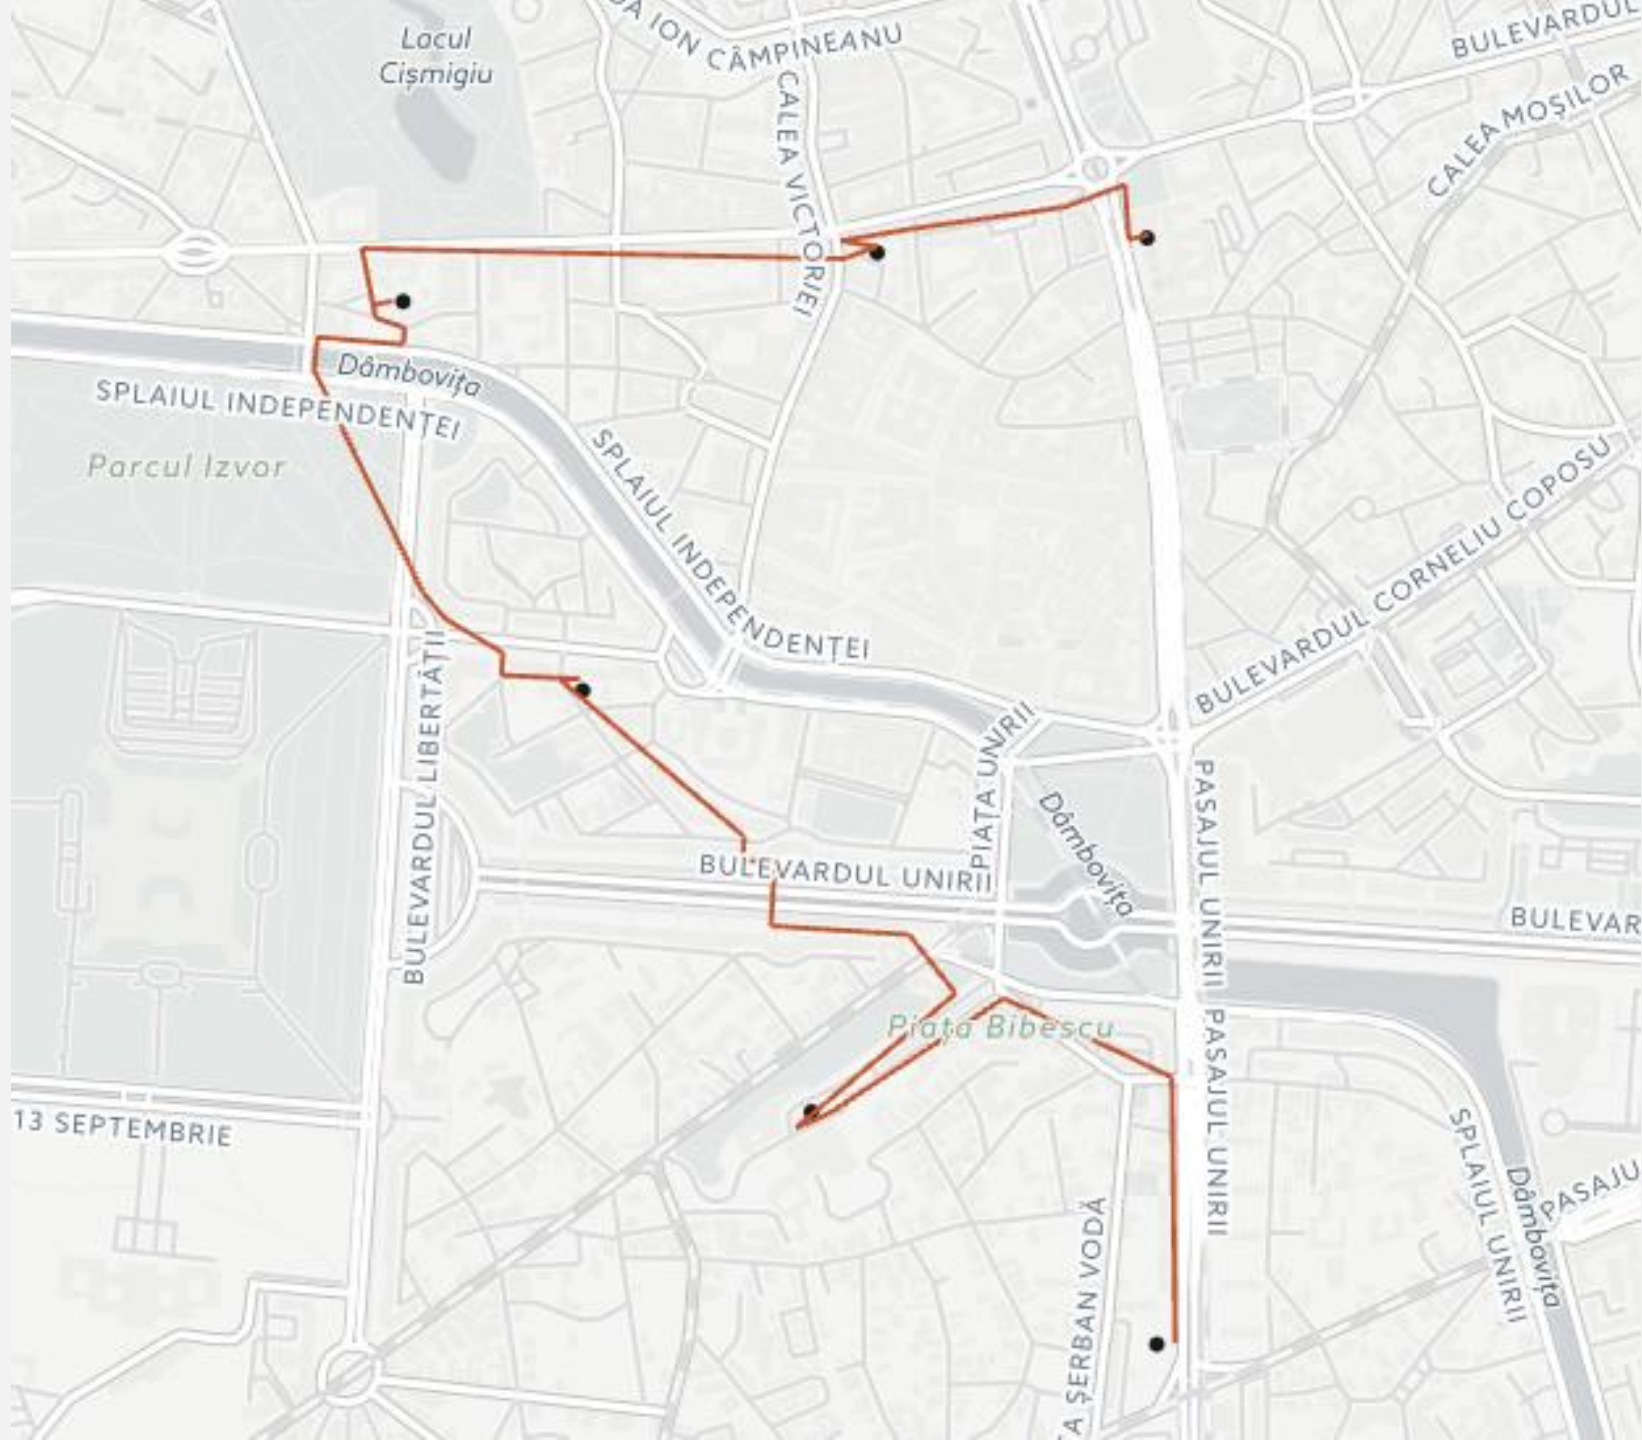 Lacul
Cișmigiu
DA ION CÂMPINEANU
BULEVARDUL
CALEA MOȘILOR
CALEA VICTORIEI
Dâmbovița
SPLAIUL INDEPENDENȚEI
Parcul Izvor
SPLAIUL INDEPENDENȚEI
BULEVARDUL CORNELIU COPOSU
BULEVARDUL LIBERTĂȚII
PIAȚA UNIRII
Dâmbovița
PASAJUL UNIRII
BULEVARDUL UNIRII
BULEVAR
Piața Bibescu
PASAJUL UNIRII
13 SEPTEMBRIE
SPLAIUL UNIRII
Dâmbovița
PASAJU
TA ȘERBAN VODĂ